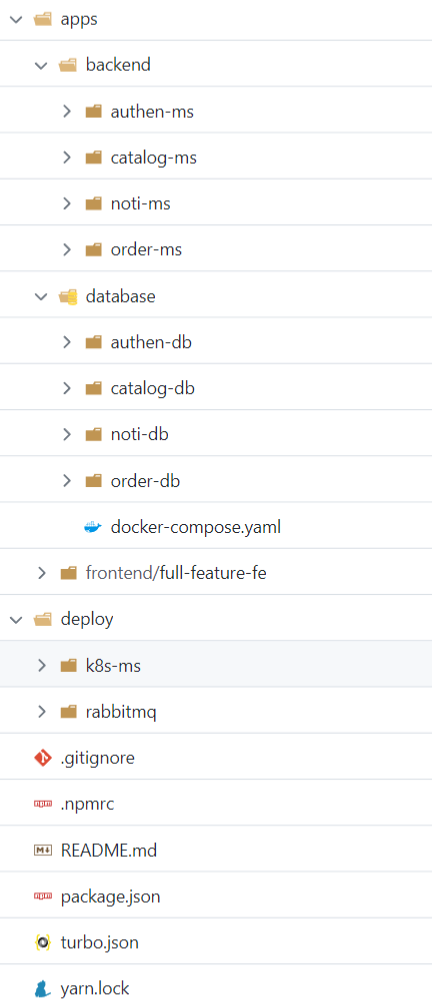 apps
backend
authen-ms
catalog-ms
noti-ms
order-ms
database
authen-db
catalog-db
noti-db
order-db
docker-compose.yaml
frontend/full-feature-fe
deploy
k8s-ms
rabbitmq
.gitignore
.npmrc
README.md
package.json
turbo.json
yarn.lock